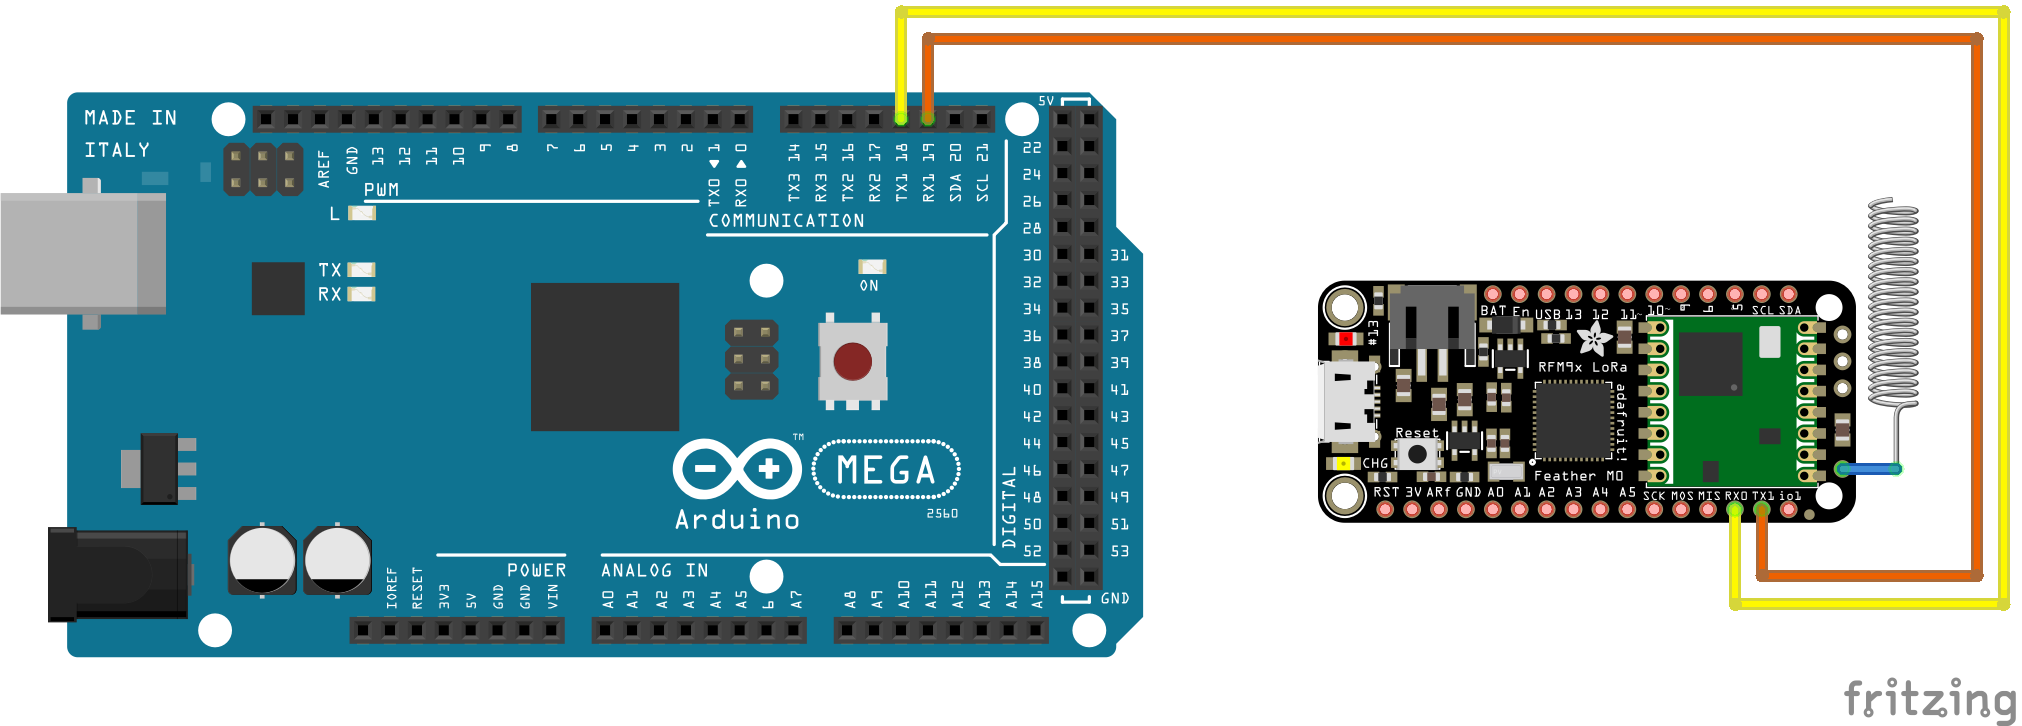 MADE IN
ITALY
AREF
GND
13
12
11
10
9
8
7
6
5
4
3
2
TX0 1
RX0 0
TX3 14
RX3 15
TX2 16
RX2 17
TX1 18
RX1 19
SDA 20
SCL 21
PWM
COMMUNICATION
L
TX
RX
ON
5V
22
24
26
28
30 31
32 33
34 35
36 37
38 39
40 41
42 43
44 45
46 47
48 49
50 51
52 53
GND
DIGITAL
TM
MEGA
2560
Arduino
POWER
ANALOG IN
IOREF
RESET
3V3
5V
GND
GND
VIN
A0
A1
A2
A3
A4
A5
6
A7
A8
A9
A10
A11
A12
A13
A14
A15
BAT En USB 13 12 11~ 10~ 9 6 5 SCL SDA
ET#
RFM9x LoRa
adafruit!
Reset
CHG
Feather M0
RST 3V ARf GND A0 A1 A2 A3 A4 A5 SCK MOS MIS RX0 TX1 io1
fritzing